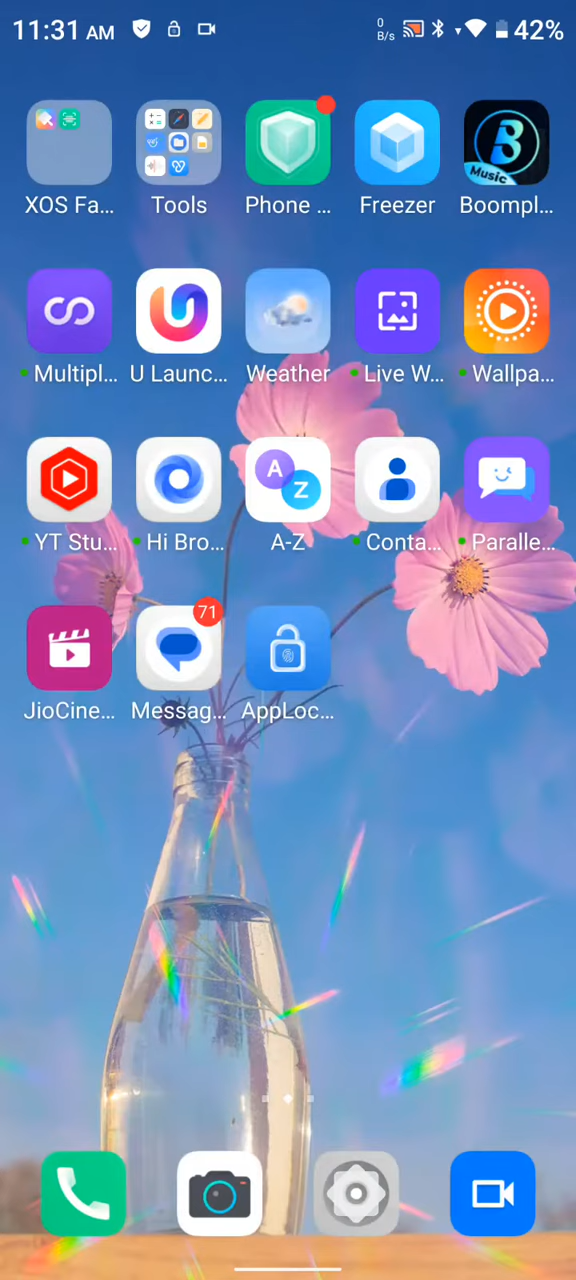 11:31 AM
0 B/s
42%
XOS Fa...
Tools
Phone ...
Freezer
Boompl...
Music
Multipl...
U Launc...
Weather
Live W...
Wallpa...
YT Stu...
Hi Bro...
A Z
A-Z
Conta...
Paralle...
71
JioCine...
Messag...
AppLoc...